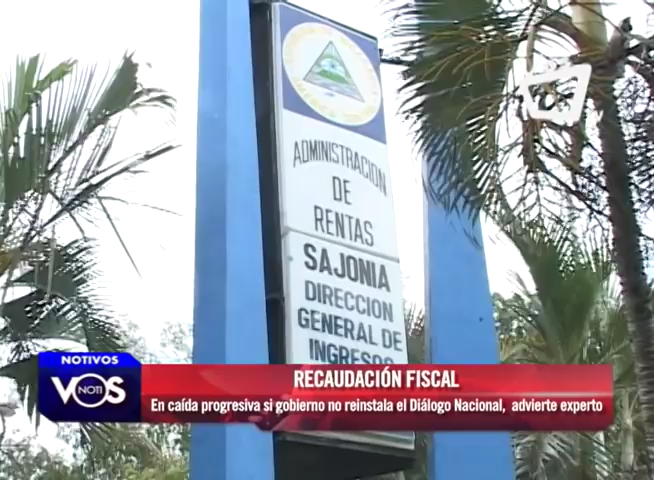 ADMINISTRACION
DE
RENTAS
SAJONIA
DIRECCION
GENERAL DE
INGRESOS
NOTIVOS
VOS
NOTI
RECAUDACIÓN FISCAL
En caída progresiva si gobierno no reinstala el Diálogo Nacional, advierte experto